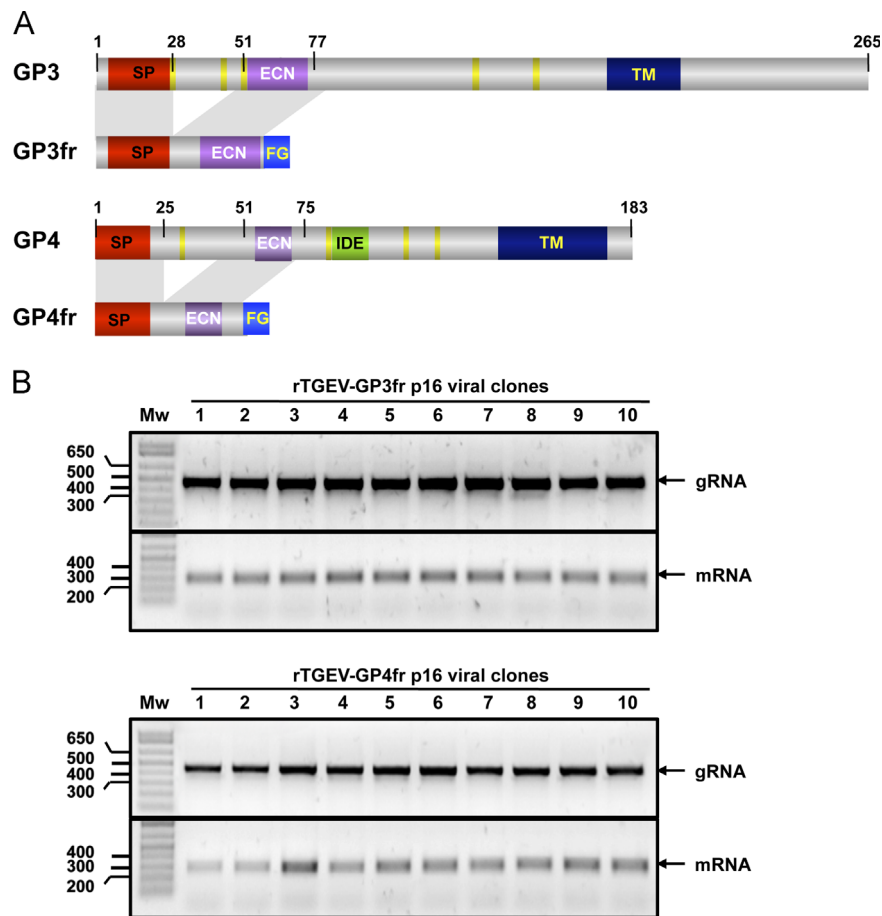 A
1 28 51 77 265
GP3 SP ECN TM
GP3fr SP ECN FG
1 25 51 75 183
GP4 SP ECN IDE TM
GP4fr SP ECN FG
B
rTGEV-GP3fr p16 viral clones
Mw 1 2 3 4 5 6 7 8 9 10
650
500
400
300
gRNA
400
300
200
mRNA
rTGEV-GP4fr p16 viral clones
Mw 1 2 3 4 5 6 7 8 9 10
650
500
400
300
gRNA
400
300
200
mRNA